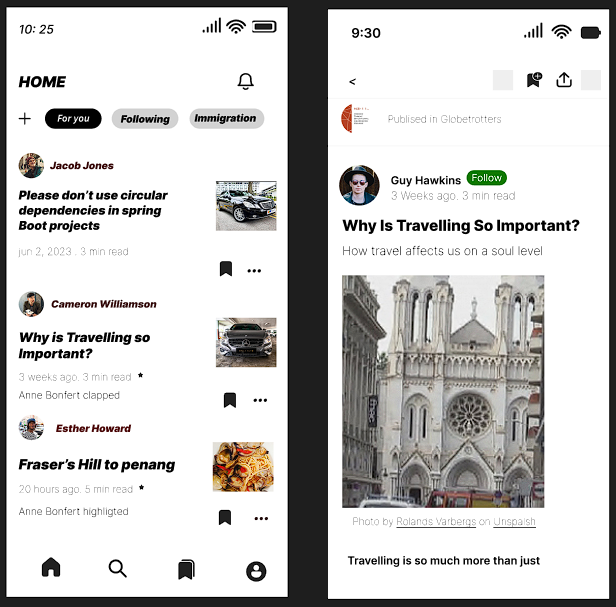 10: 25
HOME
For you
Following
Immigration
Jacob Jones
Please don't use circular
dependencies in spring
Boot projects
jun 2, 2023 . 3 min read
Cameron Williamson
Why is Travelling so
Important?
3 weeks ago. 3 min read
Anne Bonfert clapped
Esther Howard
Fraser's Hill to penang
20 hours ago. 5 min read
Anne Bonfert highligted
9:30
<
Publised in Globetrotters
Guy Hawkins
Follow
3 Weeks ago. 3 min read
Why Is Travelling So Important?
How travel affects us on a soul level
Photo by Rolands Varbergs on Unspalsh
Travelling is so much more than just